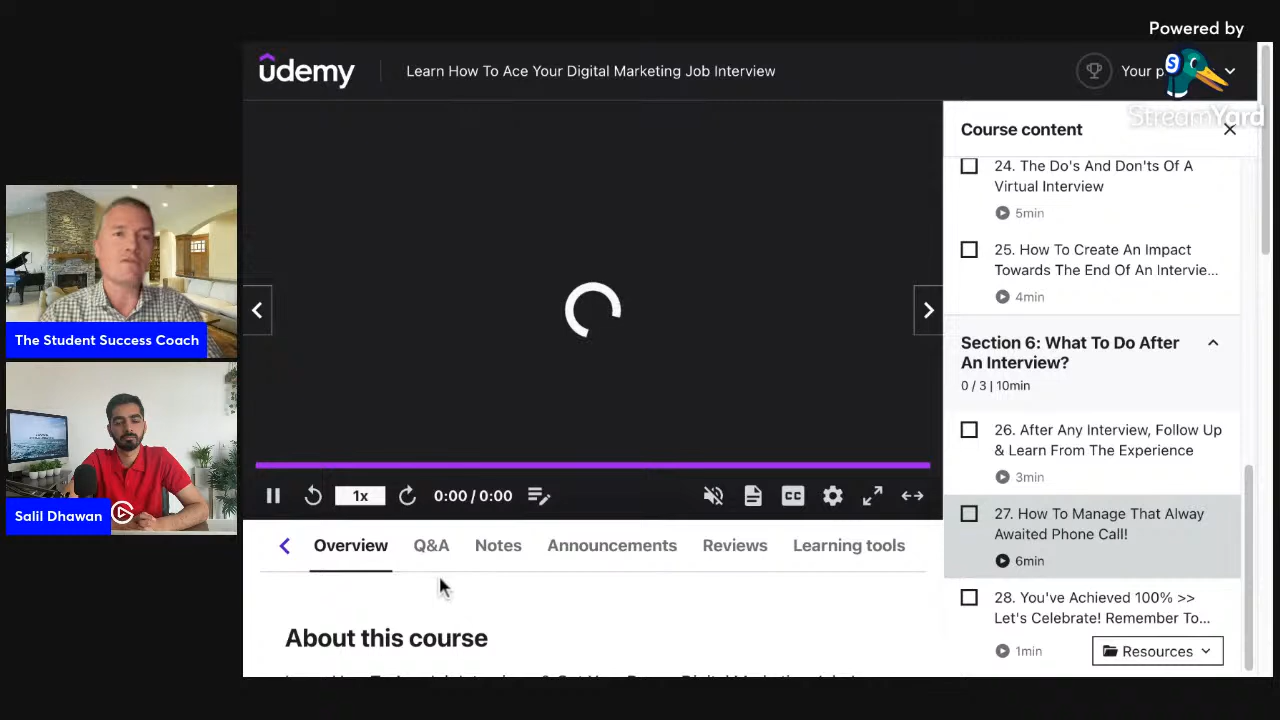 Powered by
StreamYard
udemy
Learn How To Ace Your Digital Marketing Job Interview
Your p
Course content
24. The Do's And Don'ts Of A
Virtual Interview
5min
25. How To Create An Impact
Towards The End Of An Intervie...
4min
Section 6: What To Do After
An Interview?
0 / 3 | 10min
26. After Any Interview, Follow Up
& Learn From The Experience
3min
27. How To Manage That Alway
Awaited Phone Call!
6min
28. You've Achieved 100% >>
Let's Celebrate! Remember To...
1min
Resources
The Student Success Coach
Salil Dhawan
1x
0:00 / 0:00
CC
Overview
Q&A
Notes
Announcements
Reviews
Learning tools
About this course